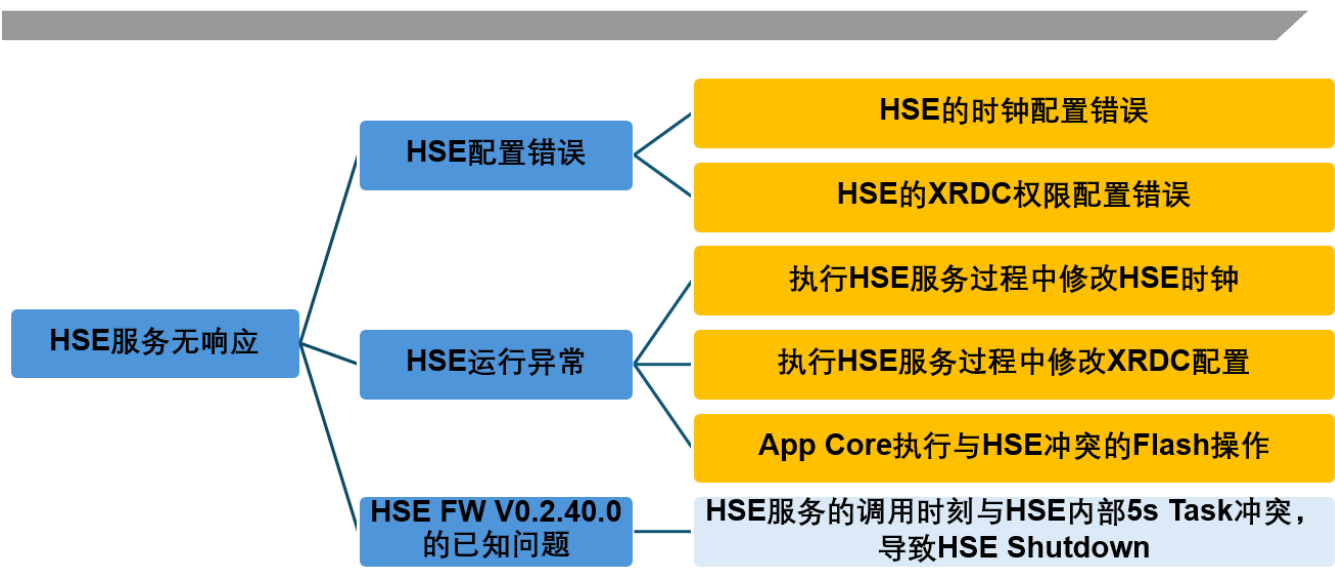 HSE服务无响应
HSE配置错误
HSE的时钟配置错误
HSE的XRDC权限配置错误
HSE运行异常
执行HSE服务过程中修改HSE时钟
执行HSE服务过程中修改XRDC配置
App Core执行与HSE冲突的Flash操作
HSE FW V0.2.40.0
的已知问题
HSE服务的调用时刻与HSE内部5s Task冲突，
导致HSE Shutdown